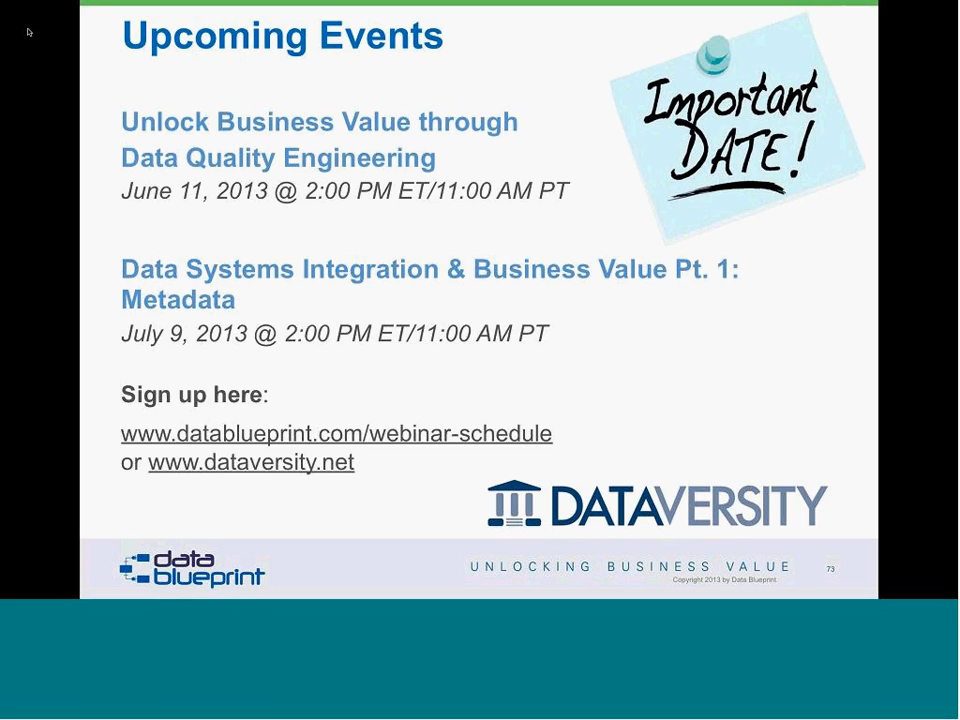 Upcoming Events
Important
DATE!
Unlock Business Value through
Data Quality Engineering
June 11, 2013 @ 2:00 PM ET/11:00 AM PT
Data Systems Integration & Business Value Pt. 1:
Metadata
July 9, 2013 @ 2:00 PM ET/11:00 AM PT
Sign up here:
www.datablueprint.com/webinar-schedule
or www.dataversity.net
DATAVERSITY
data
blueprint
UNLOCKING BUSINESS VALUE
73
Copyright 2013 by Data Blueprint